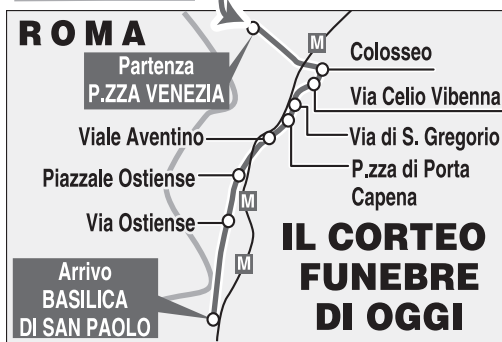 ROMA
M
Partenza
P.ZZA VENEZIA
Colosseo
Via Celio Vibenna
Viale Aventino
Via di S. Gregorio
P.zza di Porta
Capena
Piazzale Ostiense
M
Via Ostiense
M
Arrivo
BASILICA
DI SAN PAOLO
IL CORTEO
FUNEBRE
DI OGGI